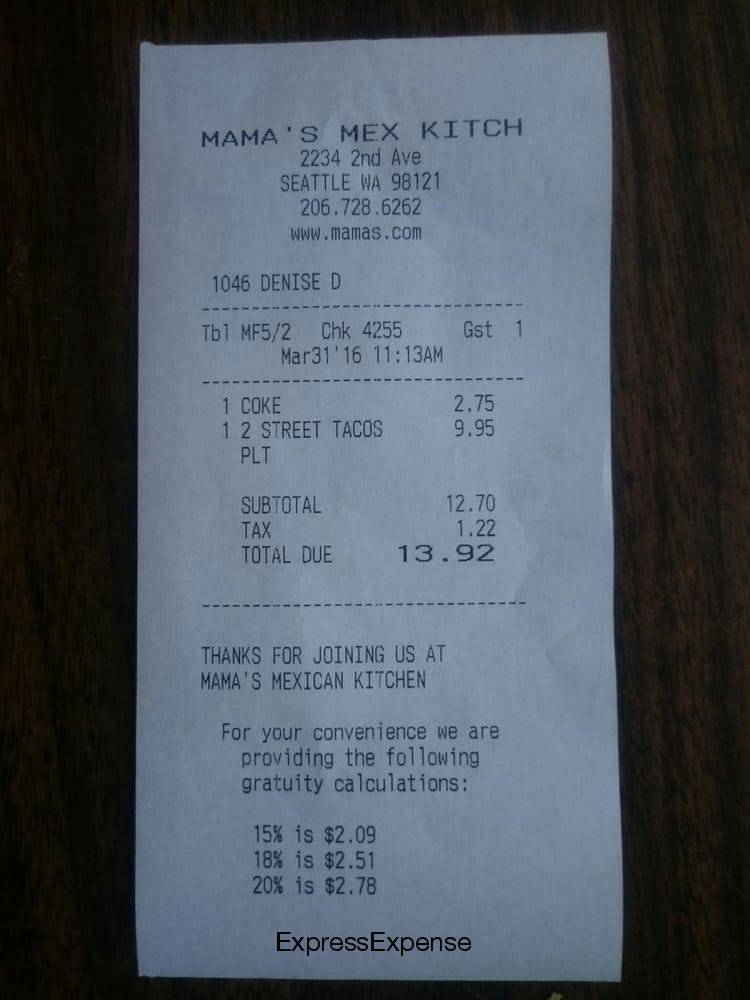 MAMA'S MEX KITCH
2234 2nd Ave
SEATTLE WA 98121
206.728.6262
www.mamas.com
1046 DENISE D
--------------------------------
Tbl MF5/2 Chk 4255 Gst 1
Mar31'16 11:13AM
--------------------------------
1 COKE 2.75
1 2 STREET TACOS 9.95
PLT
SUBTOTAL 12.70
TAX 1.22
TOTAL DUE 13.92
--------------------------------
THANKS FOR JOINING US AT
MAMA'S MEXICAN KITCHEN
For your convenience we are
providing the following
gratuity calculations:
15% is $2.09
18% is $2.51
20% is $2.78
ExpressExpense